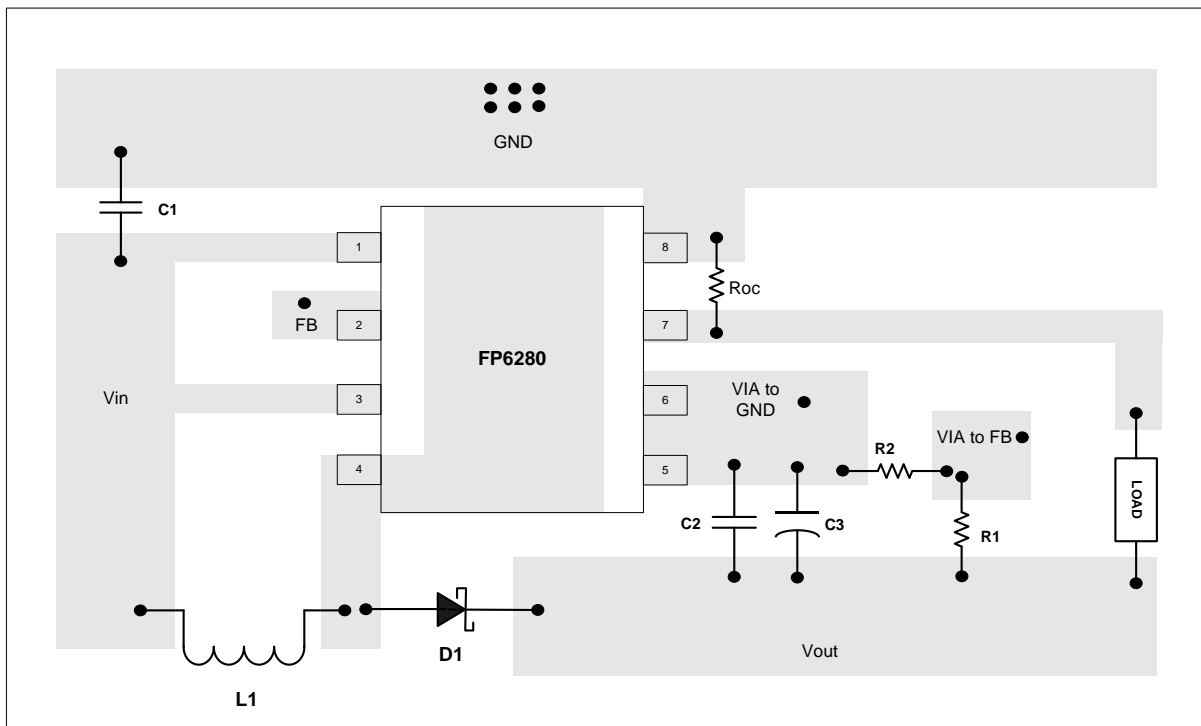 GND
C1
1
8
Roc
FB
2
7
FP6280
Vin
3
6
VIA to
GND
VIA to FB
R2
4
5
LOAD
C2
C3
R1
D1
Vout
L1